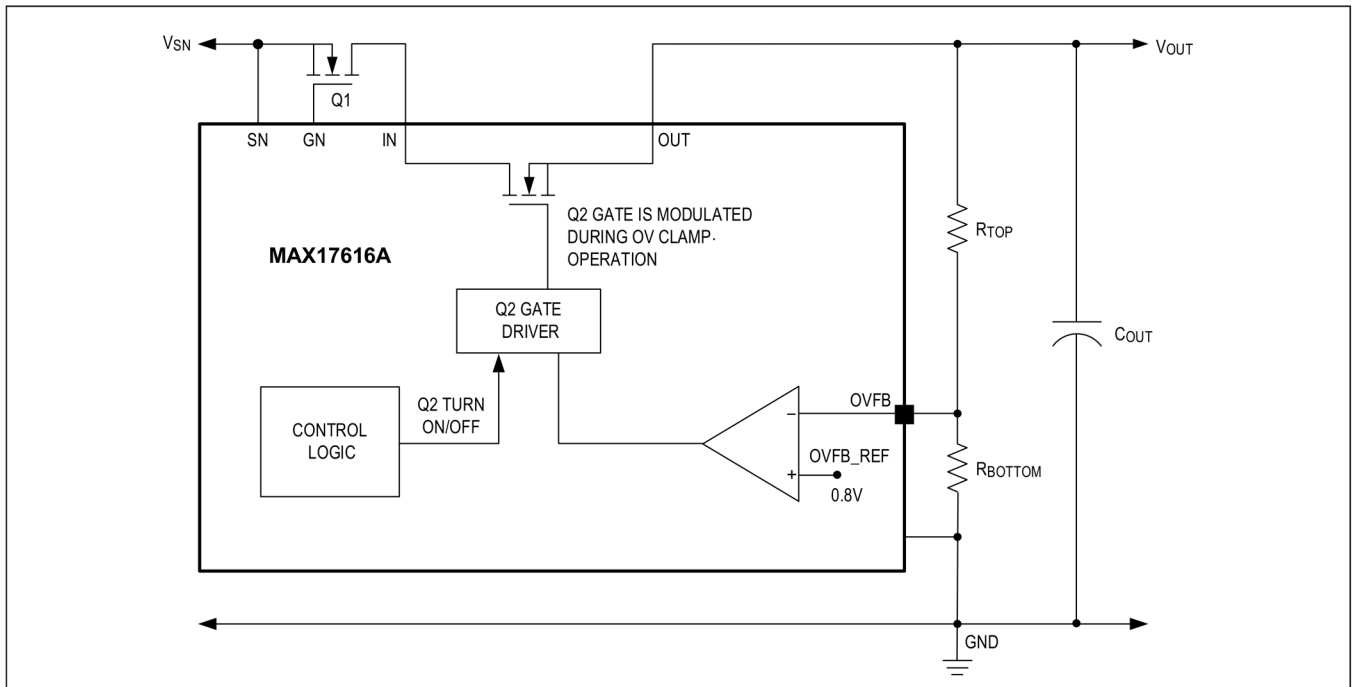 VSN
VOUT
Q1
SN
GN
IN
OUT
Q2 GATE IS MODULATED
DURING OV CLAMP·
OPERATION
RTOP
MAX17616A
Q2 GATE
DRIVER
COUT
Q2 TURN
ON/OFF
CONTROL
LOGIC
OVFB
−
OVFB_REF
+
0.8V
RBOTTOM
GND